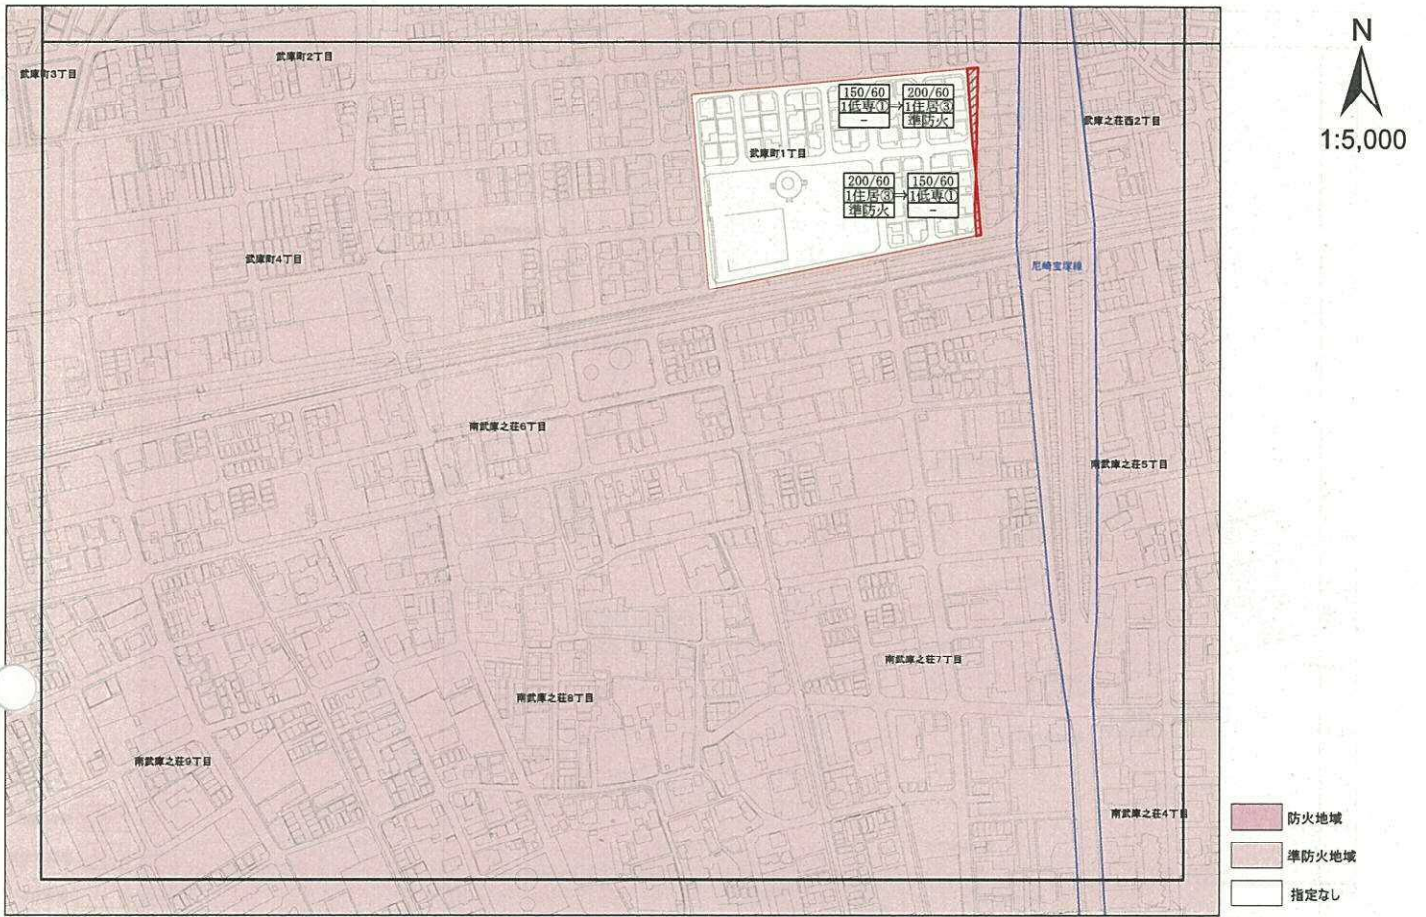 N
1:5,000
武庫町2丁目
武庫町3丁目
150/60
1低専①
-
200/60
1住居③
準防火
武庫之荘西2丁目
武庫町1丁目
200/60
1住居③
準防火
150/60
1低専①
-
武庫町4丁目
尼崎宝塚線
南武庫之荘6丁目
南武庫之荘5丁目
南武庫之荘7丁目
南武庫之荘8丁目
南武庫之荘9丁目
南武庫之荘4丁目
防火地域
準防火地域
指定なし